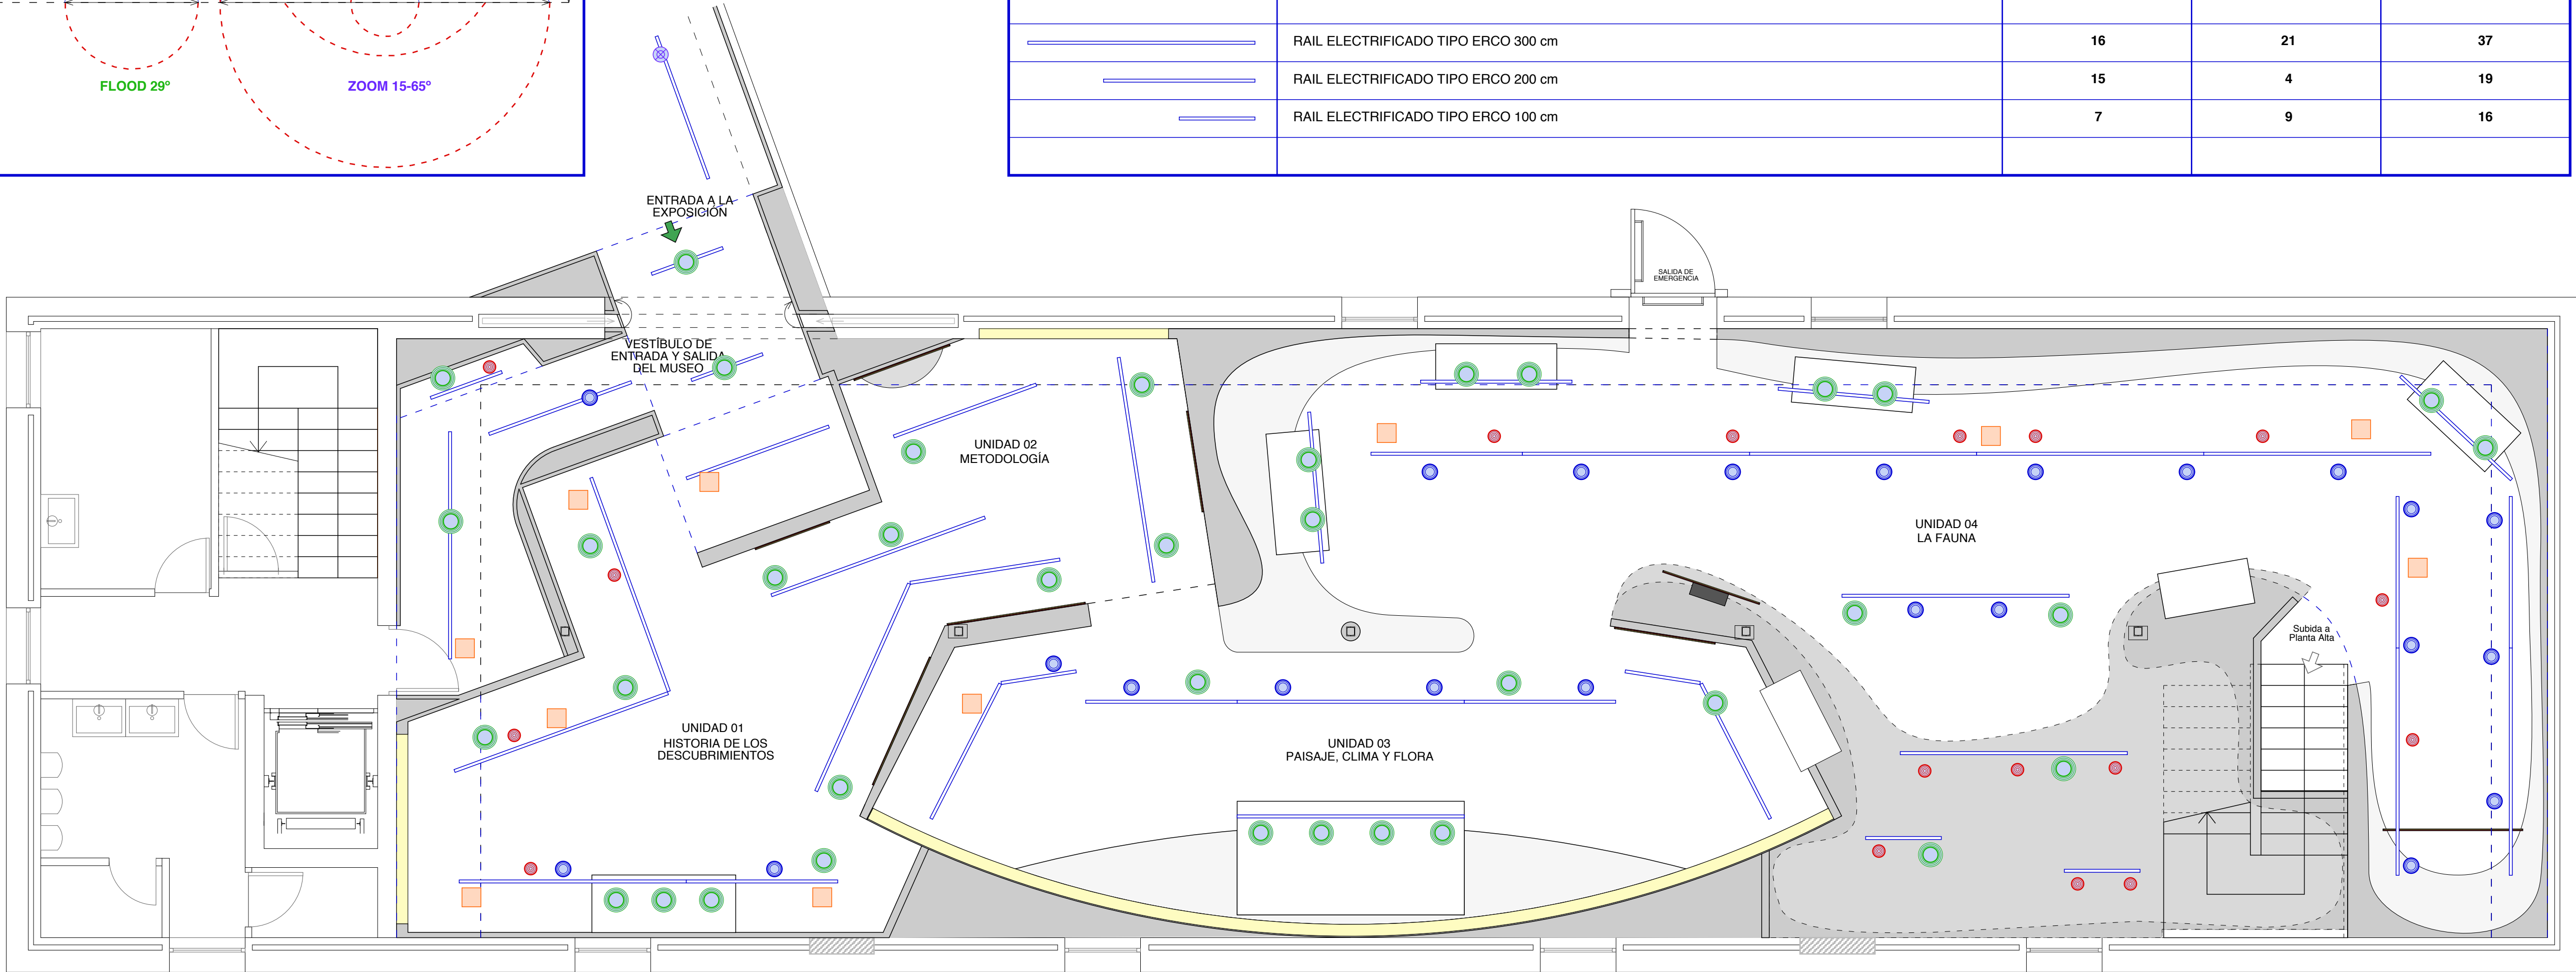 FLOOD 29º
ZOOM 15-65º
RAIL ELECTRIFICADO TIPO ERCO 300 cm 16 21 37
RAIL ELECTRIFICADO TIPO ERCO 200 cm 15 4 19
RAIL ELECTRIFICADO TIPO ERCO 100 cm 7 9 16
ENTRADA A LA
EXPOSICIÓN
SALIDA DE
EMERGENCIA
VESTÍBULO DE
ENTRADA Y SALIDA
DEL MUSEO
UNIDAD 02
METODOLOGÍA
UNIDAD 04
LA FAUNA
Subida a
Planta Alta
UNIDAD 01
HISTORIA DE LOS
DESCUBRIMIENTOS
UNIDAD 03
PAISAJE, CLIMA Y FLORA